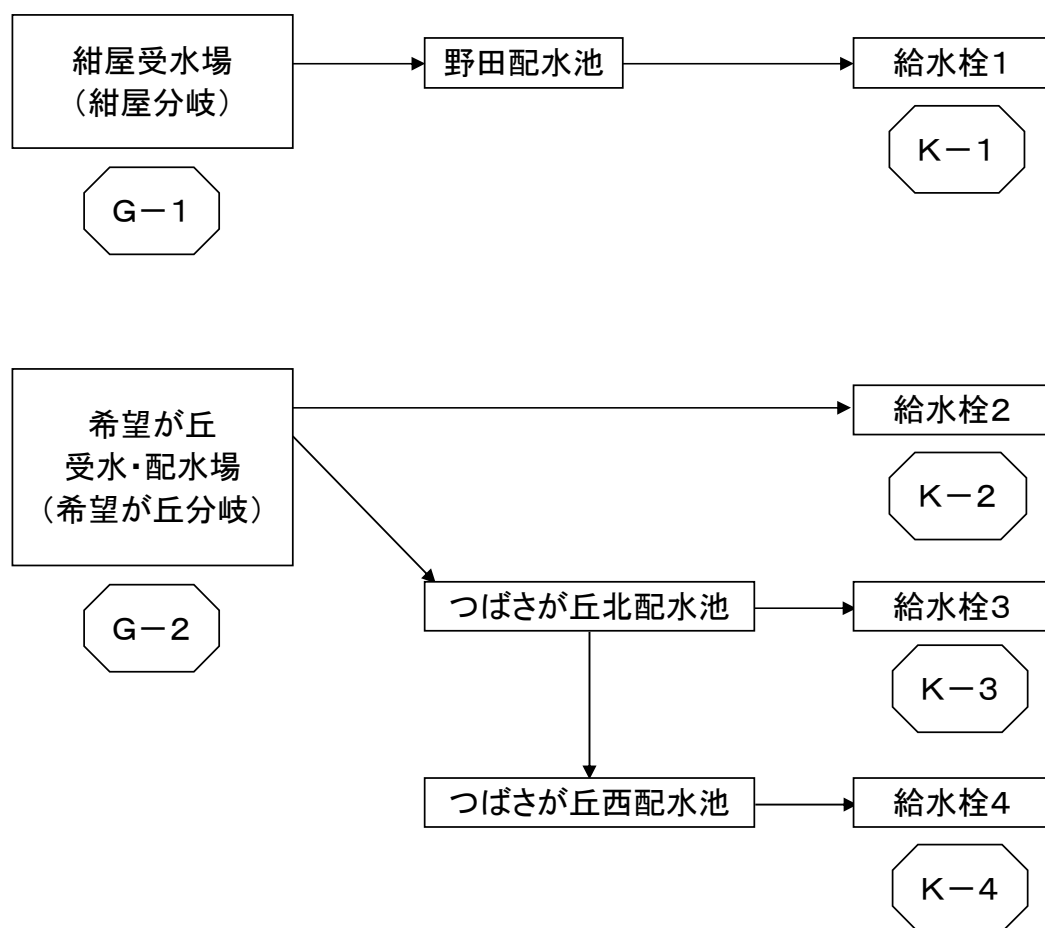 紺屋受水場
（紺屋分岐）
野田配水池
給水栓１
Ｇ－１
Ｋ－１
希望が丘
受水・配水場
（希望が丘分岐）
給水栓２
Ｋ－２
Ｇ－２
つばさが丘北配水池
給水栓３
Ｋ－３
つばさが丘西配水池
給水栓４
Ｋ－４